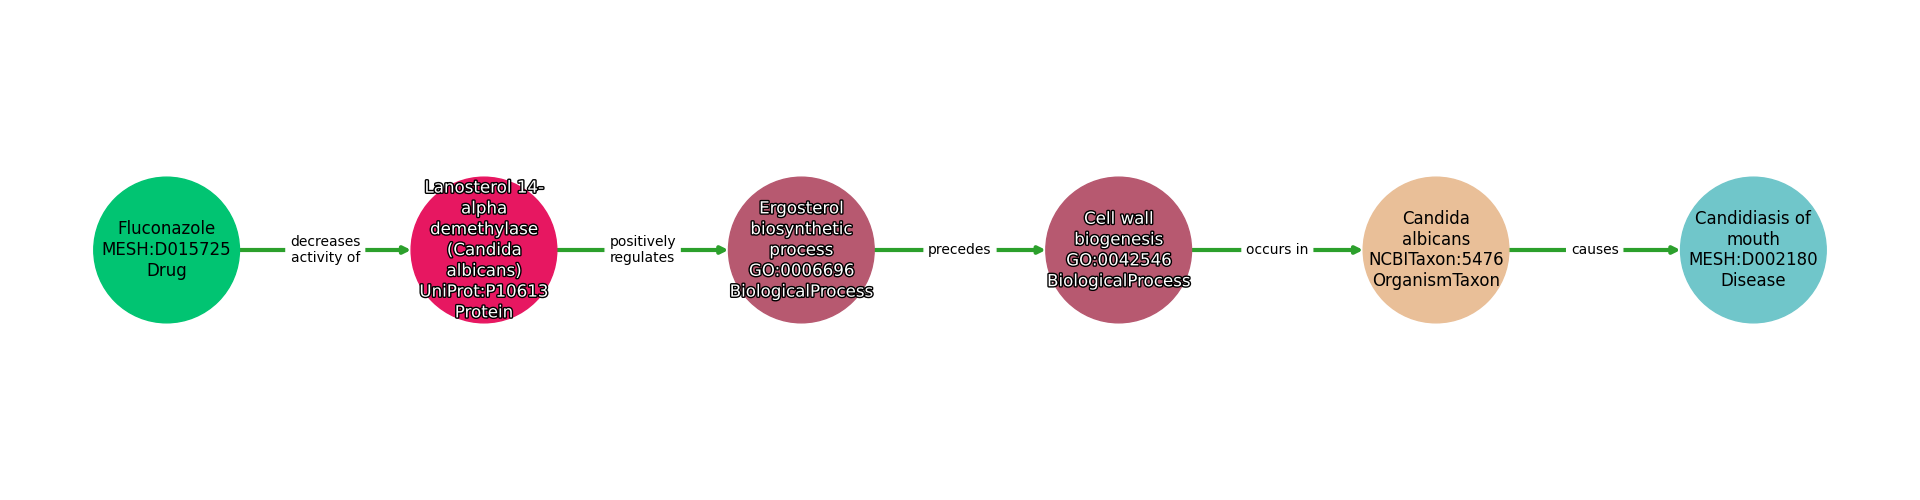 Fluconazole
MESH:D015725
Drug
decreases
activity of
Lanosterol 14-
alpha
demethylase
(Candida
albicans)
UniProt:P10613
Protein
positively
regulates
Ergosterol
biosynthetic
process
GO:0006696
BiologicalProcess
precedes
Cell wall
biogenesis
GO:0042546
BiologicalProcess
occurs in
Candida
albicans
NCBITaxon:5476
OrganismTaxon
causes
Candidiasis of
mouth
MESH:D002180
Disease